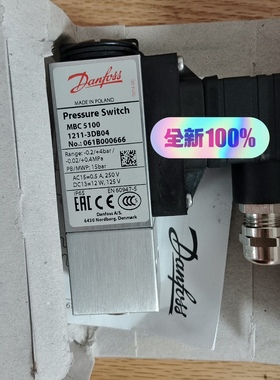 Danfoss
MADE IN POLAND
Pressure Switch
MBC 5100
1211-3DB04
No.: 061B000666
Range: -0.2/+4bar/
-0.02/+0.4MPa
PB/MWP: 15bar
AC15=0.5 A, 250 V
DC13=12 W, 125 V
IP65
EN 60947-5
EAC
CCC
Danfoss A/S
6430 Nordborg, Denmark
全新100%
Danfoss